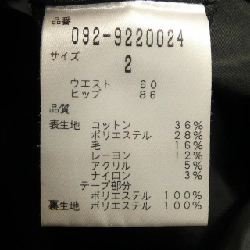 品番
092-9220024
サイズ
2
ウエスト 60
ヒップ 86
品質
表生地 コットン 36%
ポリエステル 28%
毛 16%
レーヨン 12%
アクリル 5%
ナイロン 3%
テープ部分
ポリエステル 100%
裏生地 ポリエステル 100%